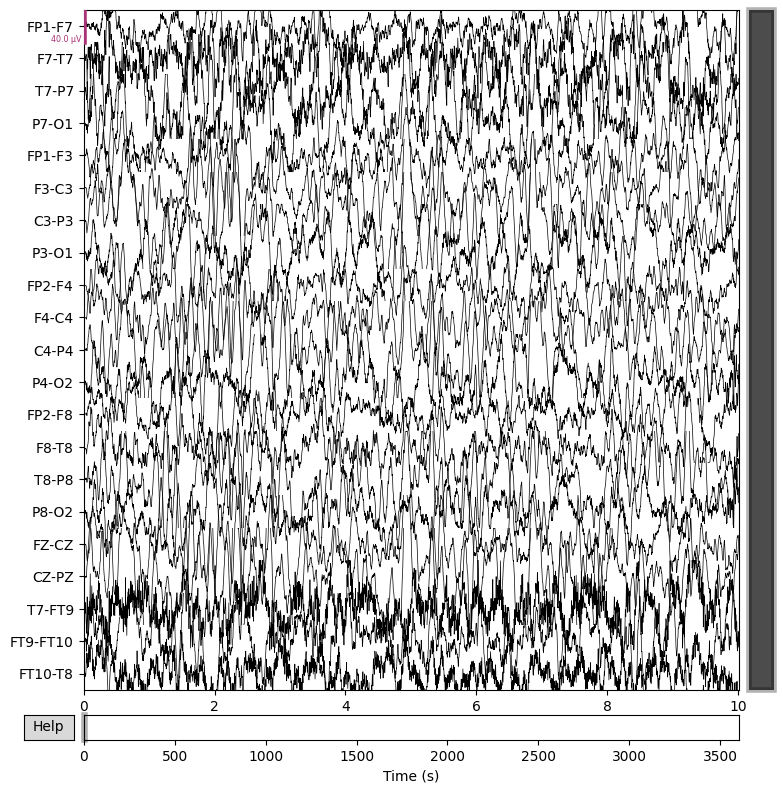 FP1-F7
40.0 µV
F7-T7
T7-P7
P7-O1
FP1-F3
F3-C3
C3-P3
P3-O1
FP2-F4
F4-C4
C4-P4
P4-O2
FP2-F8
F8-T8
T8-P8
P8-O2
FZ-CZ
CZ-PZ
T7-FT9
FT9-FT10
FT10-T8
0 2 4 6 8 10
Help
0 500 1000 1500 2000 2500 3000 3500
Time (s)